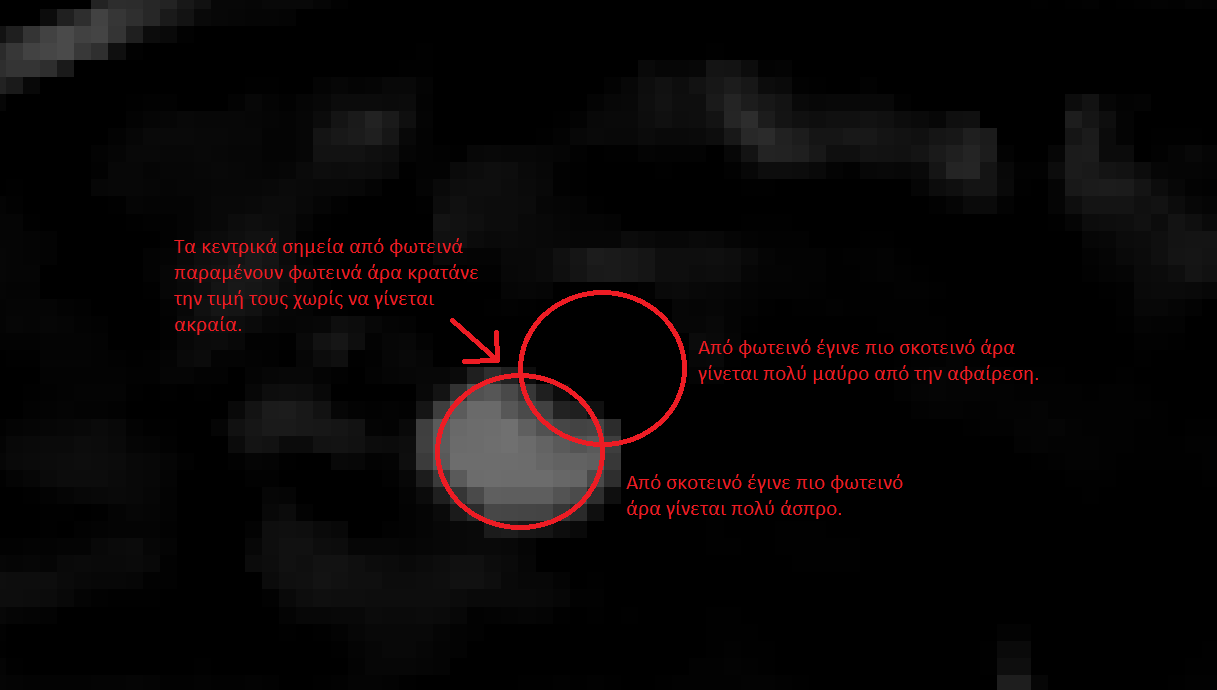 Τα κεντρικά σημεία από φωτεινά
παραμένουν φωτεινά άρα κρατάνε
την τιμή τους χωρίς να γίνεται
ακραία.
Από φωτεινό έγινε πιο σκοτεινό άρα
γίνεται πολύ μαύρο από την αφαίρεση.
Από σκοτεινό έγινε πιο φωτεινό
άρα γίνεται πολύ άσπρο.